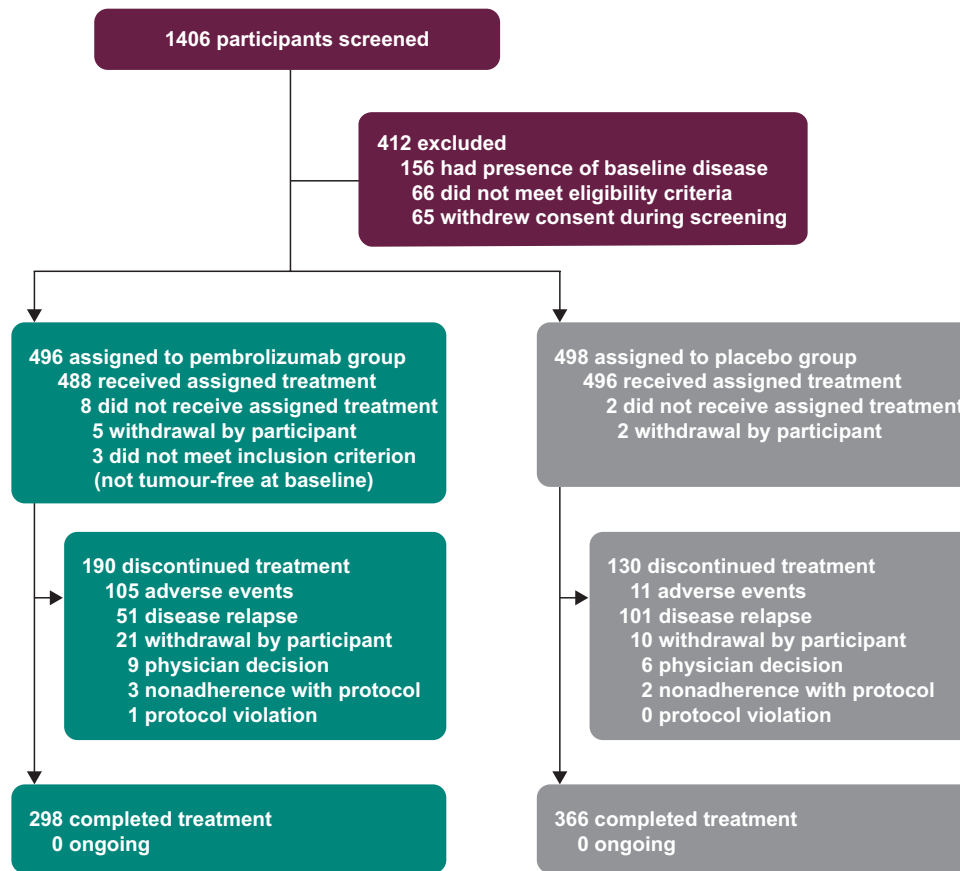 1406 participants screened
412 excluded
156 had presence of baseline disease
66 did not meet eligibility criteria
65 withdrew consent during screening
496 assigned to pembrolizumab group
488 received assigned treatment
8 did not receive assigned treatment
5 withdrawal by participant
3 did not meet inclusion criterion
(not tumour-free at baseline)
498 assigned to placebo group
496 received assigned treatment
2 did not receive assigned treatment
2 withdrawal by participant
190 discontinued treatment
105 adverse events
51 disease relapse
21 withdrawal by participant
9 physician decision
3 nonadherence with protocol
1 protocol violation
130 discontinued treatment
11 adverse events
101 disease relapse
10 withdrawal by participant
6 physician decision
2 nonadherence with protocol
0 protocol violation
298 completed treatment
0 ongoing
366 completed treatment
0 ongoing